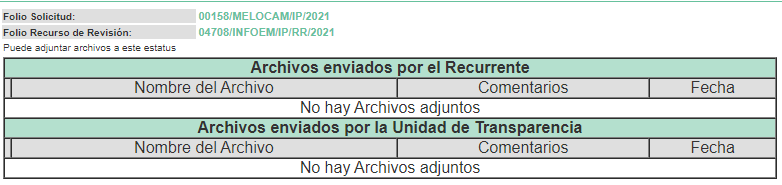 Folio Solicitud: 00158/MELOCAM/IP/2021
Folio Recurso de Revisión: 04708/INFOEM/IP/RR/2021
Puede adjuntar archivos a este estatus
Archivos enviados por el Recurrente
Nombre del Archivo Comentarios Fecha
No hay Archivos adjuntos
Archivos enviados por la Unidad de Transparencia
Nombre del Archivo Comentarios Fecha
No hay Archivos adjuntos